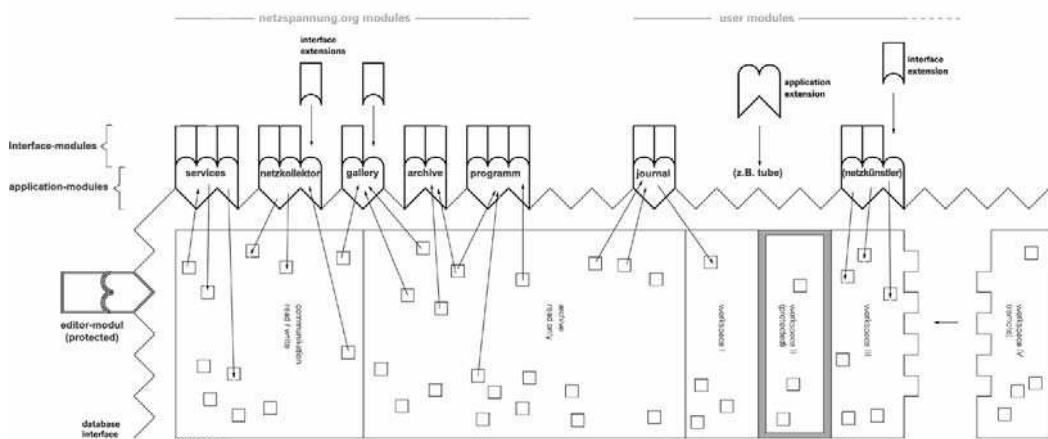 netzspannung.org modules
user modules
interface
extensions
interface
extension
application
extension
Interface-modules
application-modules
services
netzkollektor
gallery
archive
programm
journal
(z.B. tube)
(netzkünstler)
editor-modul
(protected)
communikation
read / write
archive
read only
workspace I
workspace II
(protected)
workspace III
workspace IV
(remote)
database
interface